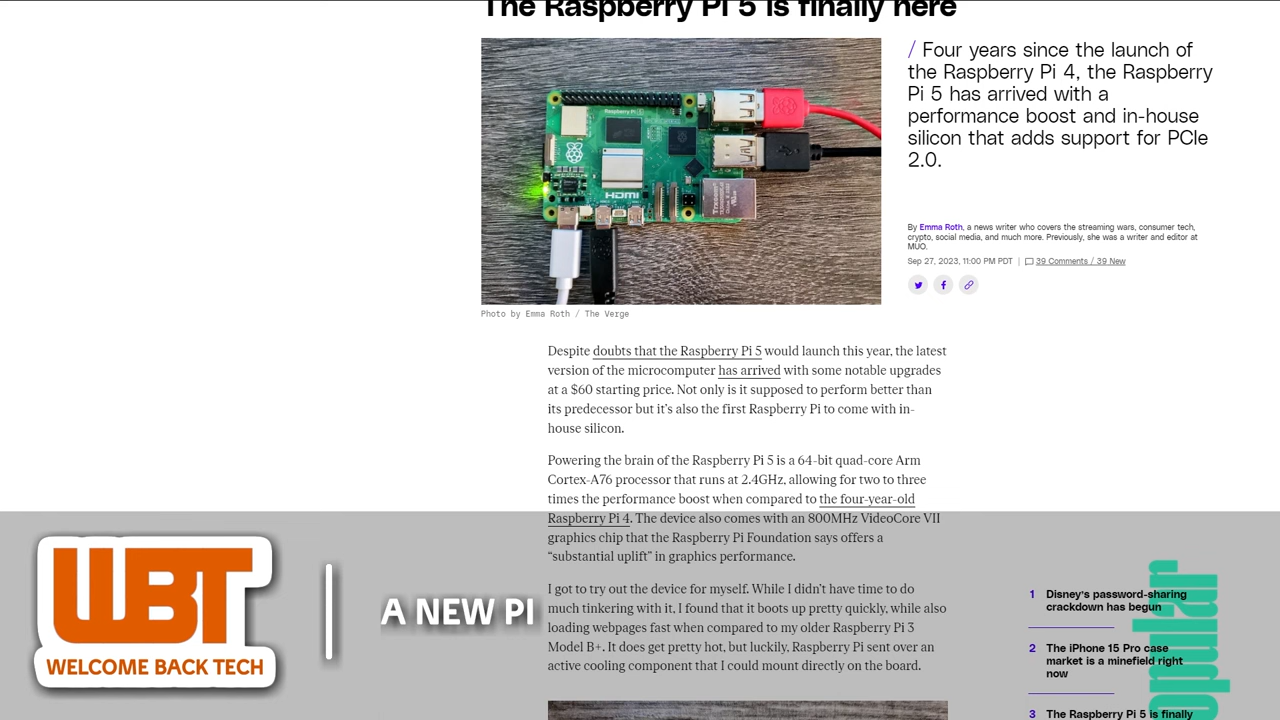 The Raspberry Pi 5 is finally here
/ Four years since the launch of
the Raspberry Pi 4, the Raspberry
Pi 5 has arrived with a
performance boost and in-house
silicon that adds support for PCIe
2.0.
HDMI
By Emma Roth, a news writer who covers the streaming wars, consumer tech,
crypto, social media, and much more. Previously, she was a writer and editor at
MUO.
Sep 27, 2023, 11:00 PM PDT | 39 Comments / 39 New
Photo by Emma Roth / The Verge
Despite doubts that the Raspberry Pi 5 would launch this year, the latest
version of the microcomputer has arrived with some notable upgrades
at a $60 starting price. Not only is it supposed to perform better than
its predecessor but it’s also the first Raspberry Pi to come with in-
house silicon.
Powering the brain of the Raspberry Pi 5 is a 64-bit quad-core Arm
Cortex-A76 processor that runs at 2.4GHz, allowing for two to three
times the performance boost when compared to the four-year-old
Raspberry Pi 4. The device also comes with an 800MHz VideoCore VII
graphics chip that the Raspberry Pi Foundation says offers a
“substantial uplift” in graphics performance.
I got to try out the device for myself. While I didn’t have time to do
much tinkering with it, I found that it boots up pretty quickly, while also
loading webpages fast when compared to my older Raspberry Pi 3
Model B+. It does get pretty hot, but luckily, Raspberry Pi sent over an
active cooling component that I could mount directly on the board.
WBT
WELCOME BACK TECH
A NEW PI
1 Disney’s password-sharing
crackdown has begun
2 The iPhone 15 Pro case
market is a minefield right
now
3 The Raspberry Pi 5 is finally